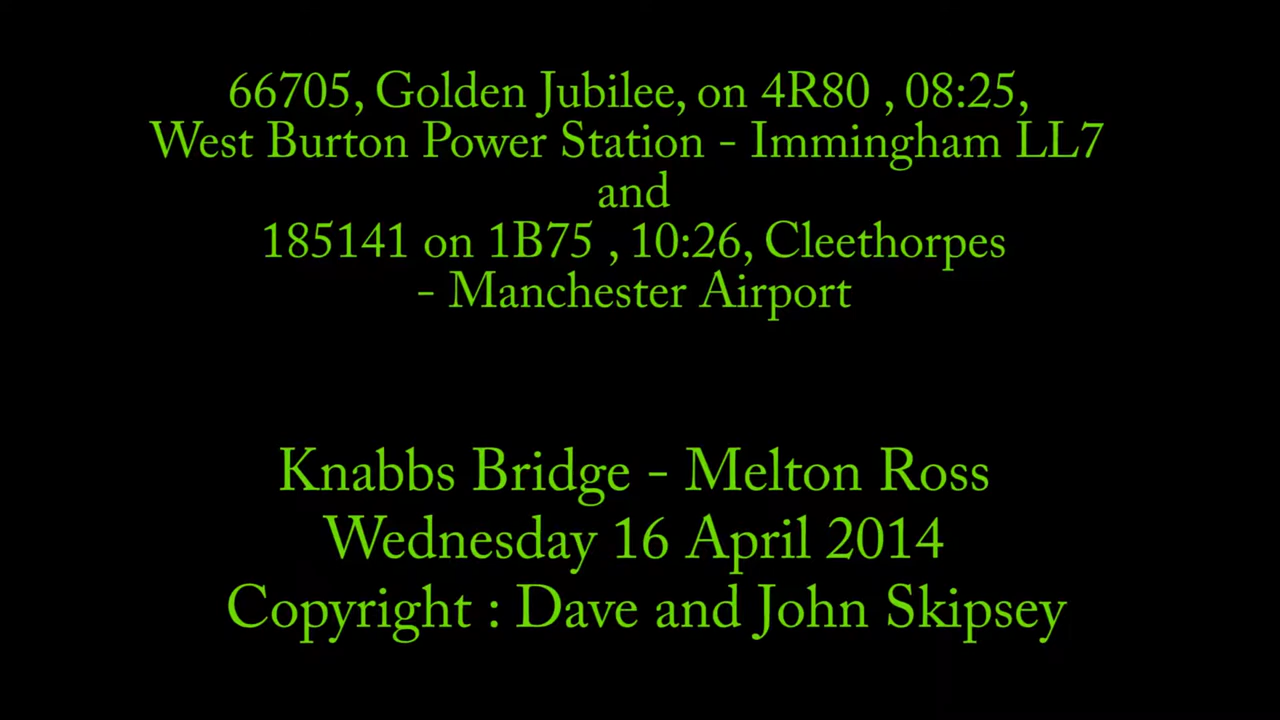 66705, Golden Jubilee, on 4R80 , 08:25,
West Burton Power Station - Immingham LL7
and
185141 on 1B75 , 10:26, Cleethorpes
- Manchester Airport
Knabbs Bridge - Melton Ross
Wednesday 16 April 2014
Copyright : Dave and John Skipsey